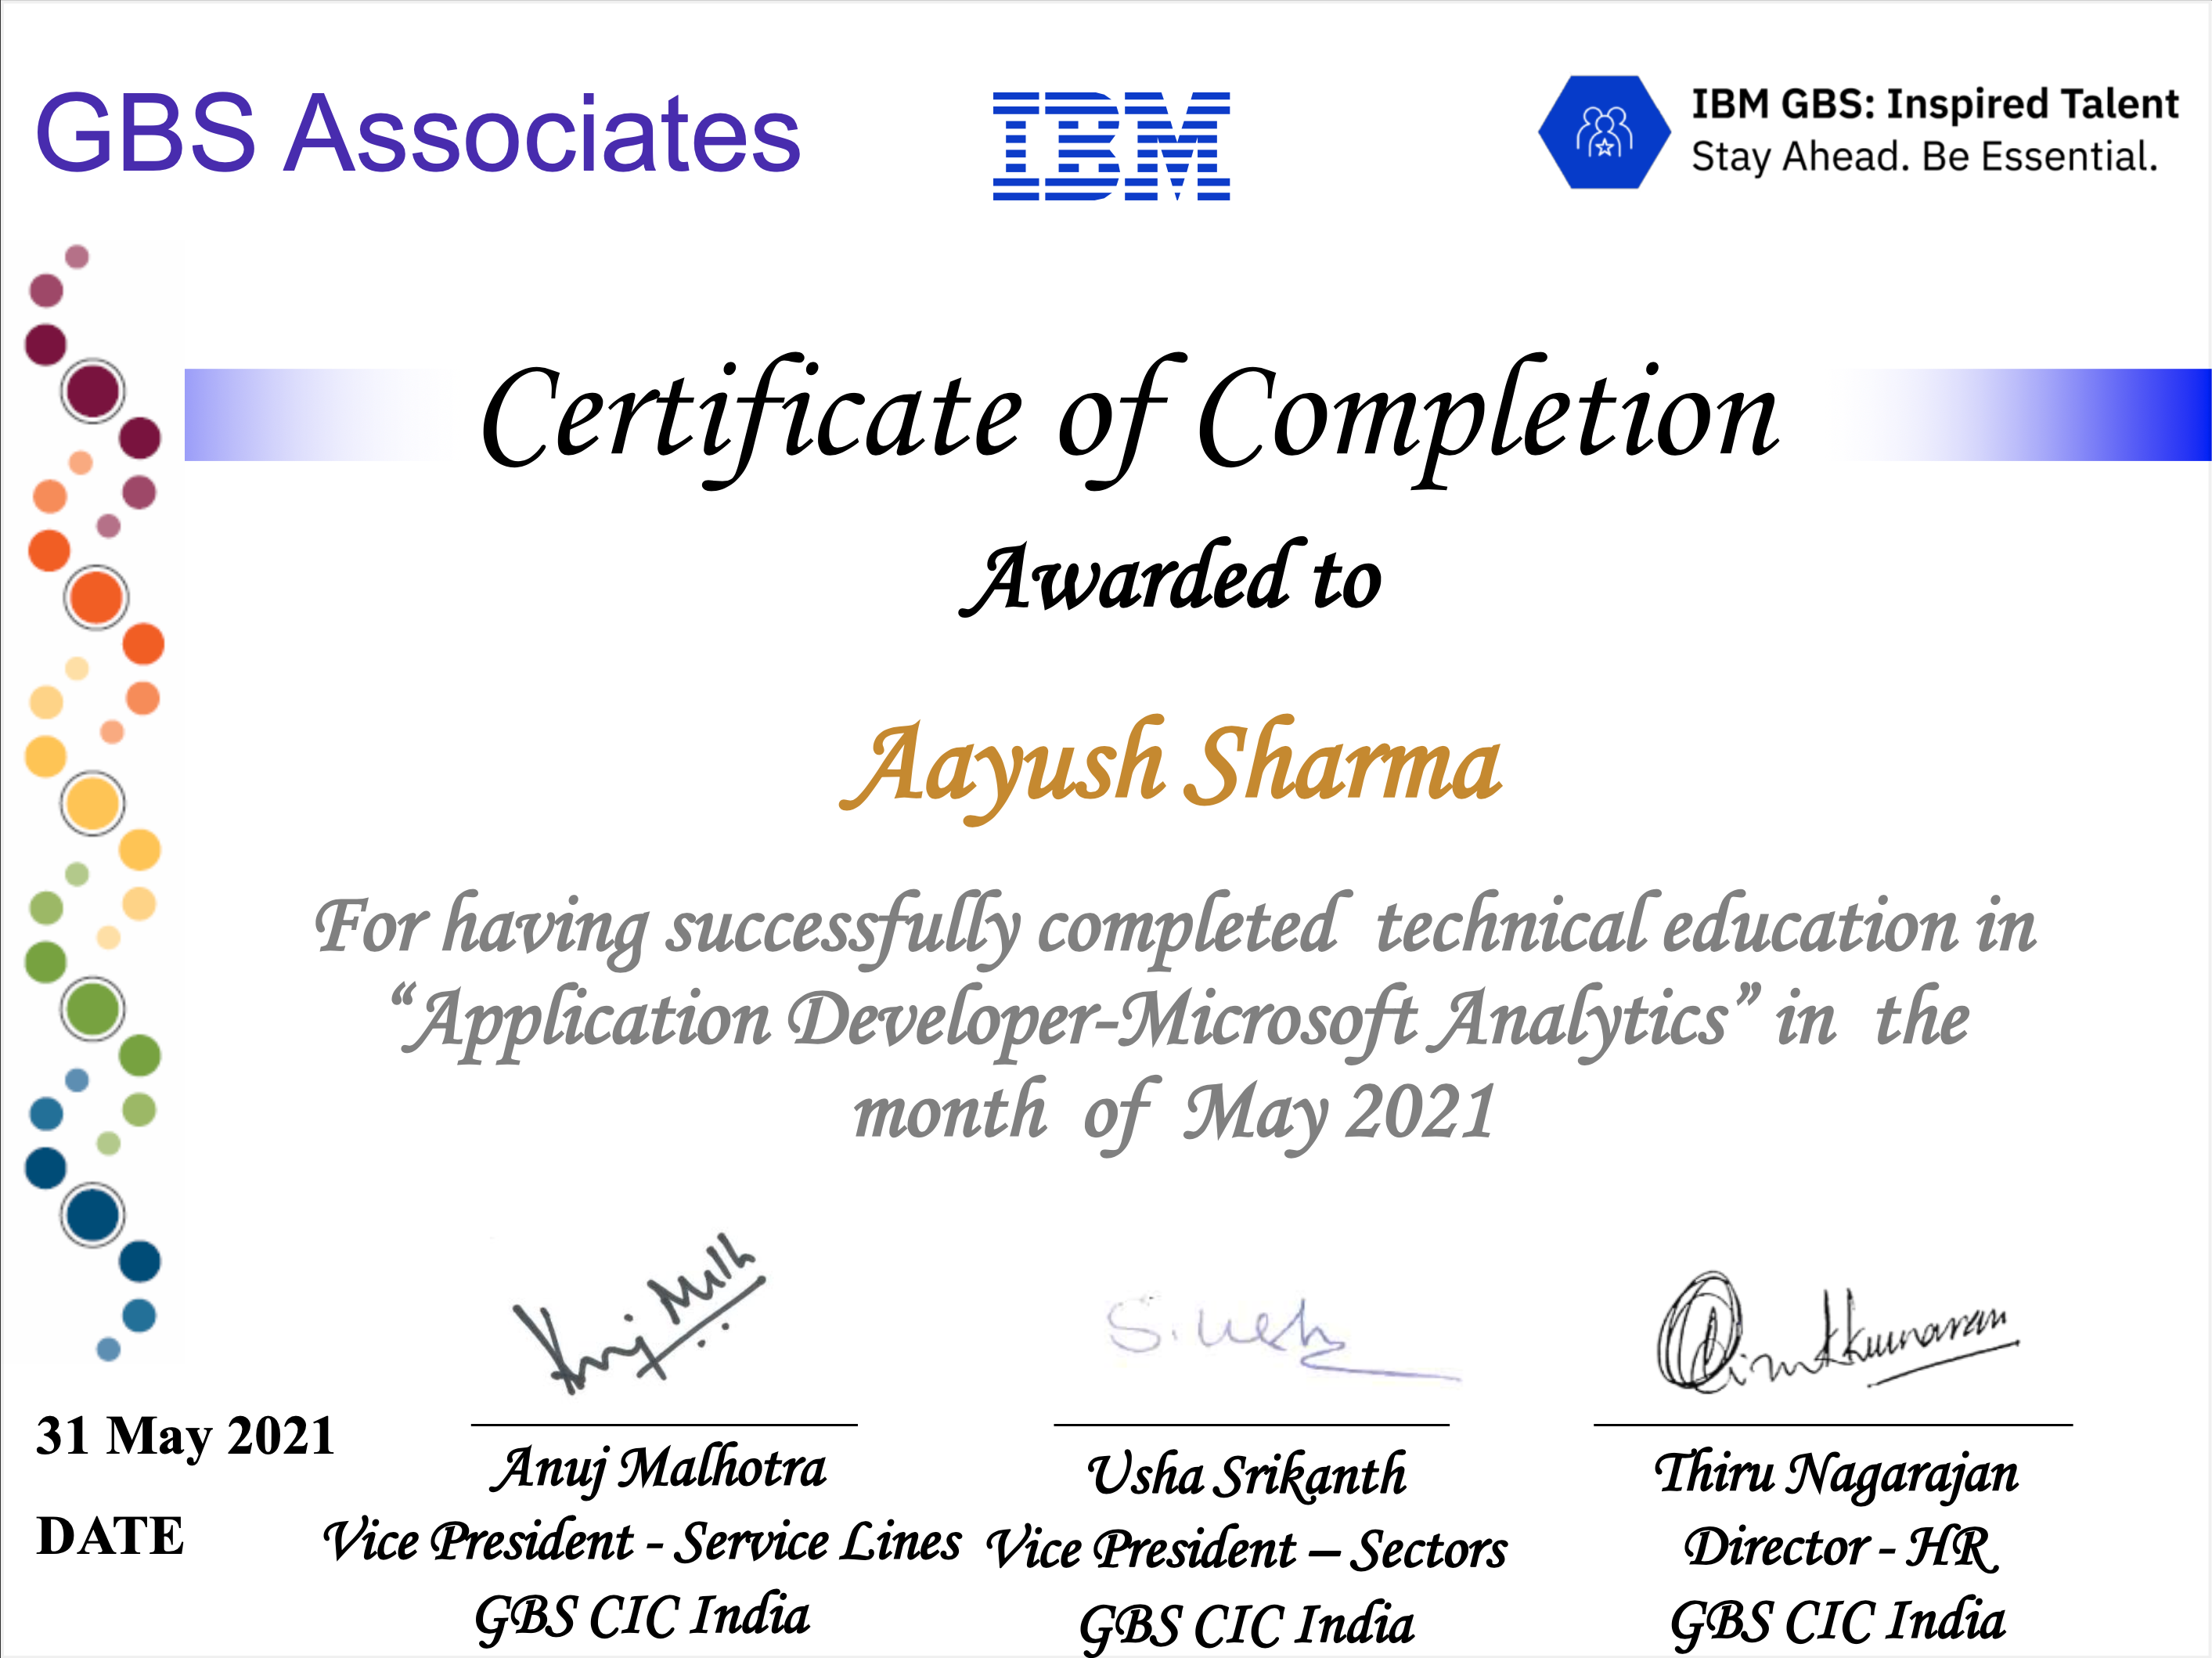 GBS Associates
IBM
IBM GBS: Inspired Talent
Stay Ahead. Be Essential.
Certificate of Completion
Awarded to
Aayush Sharma
For having successfully completed technical education in
“Application Developer-Microsoft Analytics” in the
month of May 2021
31 May 2021
DATE
Anuj Malhotra
Vice President - Service Lines
GBS CIC India
S. Usha
Usha Srikanth
Vice President – Sectors
GBS CIC India
Thiru Nagarajan
Director - HR
GBS CIC India